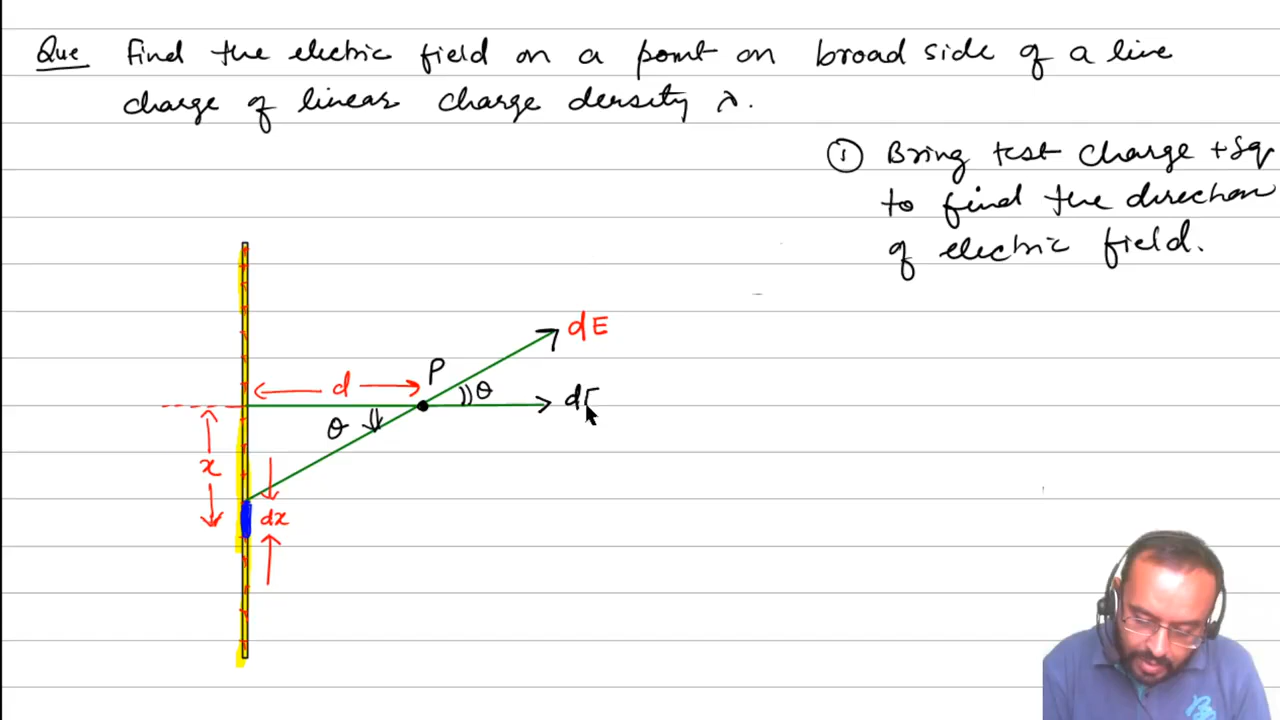 Que Find the electric field on a point on broad side of a line
charge of linear charge density λ.
① Bring test charge +δq
to find the direction
of electric field.
dE
P
d
θ
dE
θ
x
dx